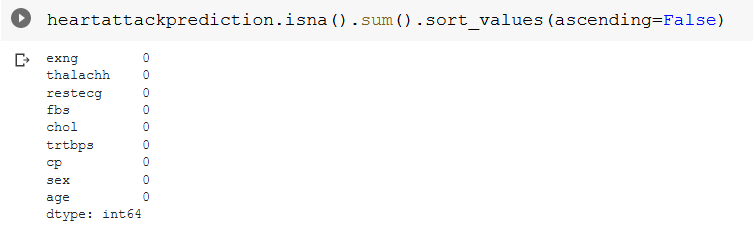 heartattackprediction.isna().sum().sort_values(ascending=False)
exng 0
thalachh 0
restecg 0
fbs 0
chol 0
trtbps 0
cp 0
sex 0
age 0
dtype: int64